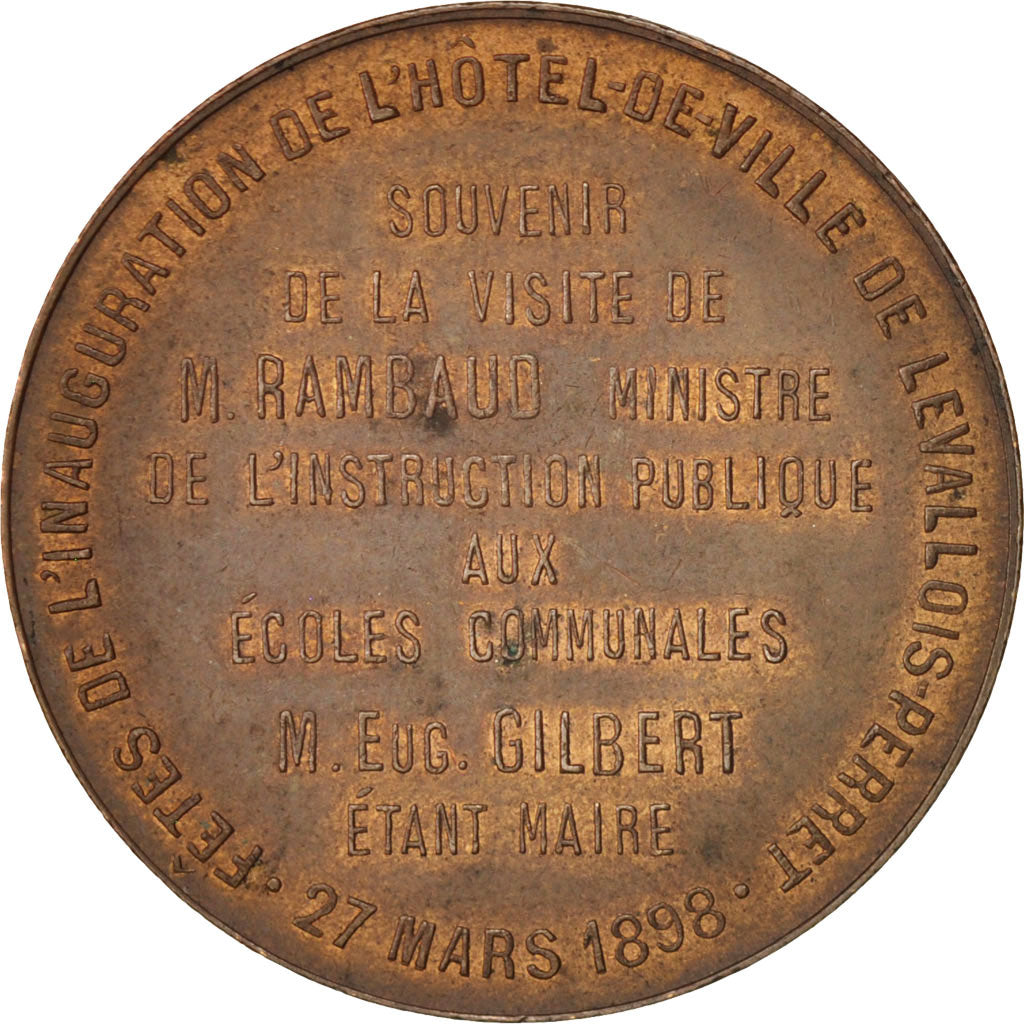 FÊTES DE L'INAUGURATION DE L'HÔTEL-DE-VILLE DE LEVALLOIS-PERRET
SOUVENIR
DE LA VISITE DE
M. RAMBAUD MINISTRE
DE L'INSTRUCTION PUBLIQUE
AUX
ÉCOLES COMMUNALES
M. EUG. GILBERT
ÉTANT MAIRE
· 27 MARS 1898 ·